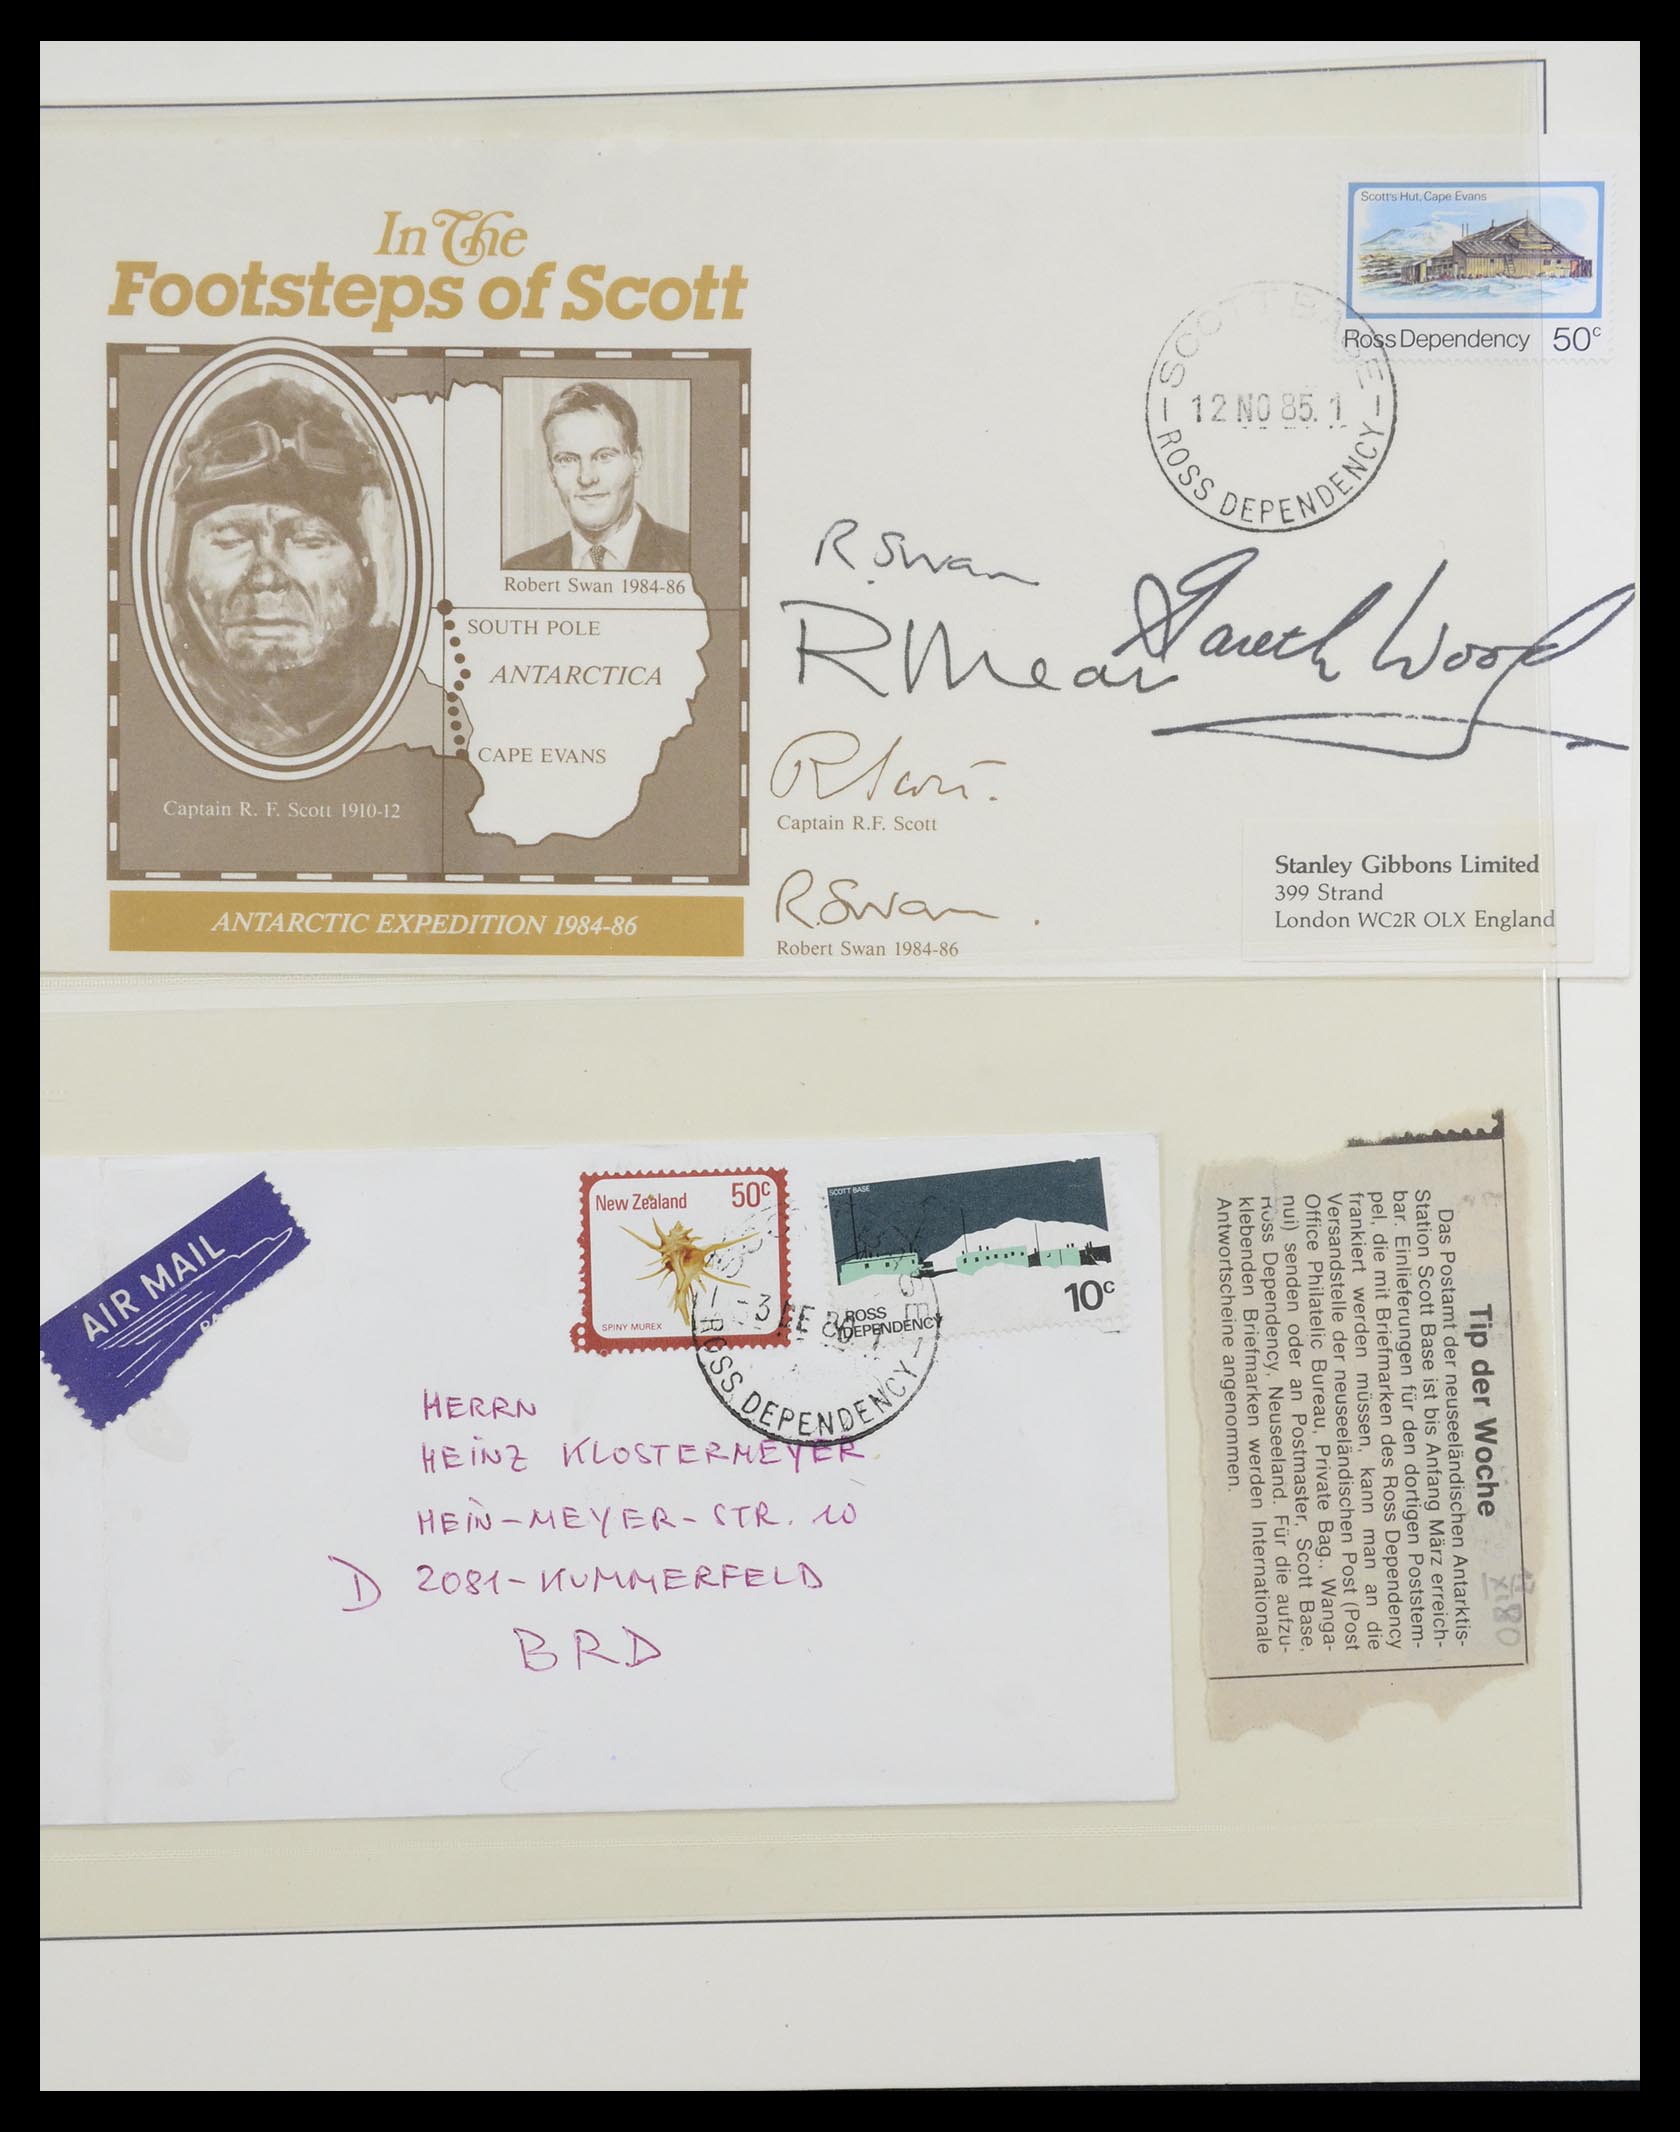 In The
Footsteps of Scott
Robert Swan 1984-86
SOUTH POLE
ANTARCTICA
CAPE EVANS
Captain R. F. Scott 1910-12
ANTARCTIC EXPEDITION 1984-86
Scott's Hut, Cape Evans
Ross Dependency 50c
SCOTT BASE
12 NO 85.1
ROSS DEPENDENCY
R. Swan
R Mear
Gareth Wood
R Scott.
Captain R.F. Scott
R. Swan
Robert Swan 1984-86
Stanley Gibbons Limited
399 Strand
London WC2R OLX England
AIR MAIL
New Zealand 50c
SPINY MUREX
SCOTT BASE
10c
ROSS
DEPENDENCY
ROSS DEPENDENCY
HERRN
HEINZ KLOSTERMEYER
HEIN-MEYER-STR. 10
D 2081-KUMMERFELD
BRD
Tip der Woche
Das Postamt der neuseeländischen Antarktis-
Station Scott Base ist bis Anfang März erreich-
bar. Einlieferungen für den dortigen Poststem-
pel, die mit Briefmarken des Ross Dependency
frankiert werden müssen, kann man an die
Versandstelle der neuseeländischen Post (Post
Office Philatelic Bureau, Private Bag., Wanga-
nui) senden oder an Postmaster, Scott Base,
Ross Dependency, Neuseeland. Für die aufzu-
klebenden Briefmarken werden Internationale
Antwortscheine angenommen.